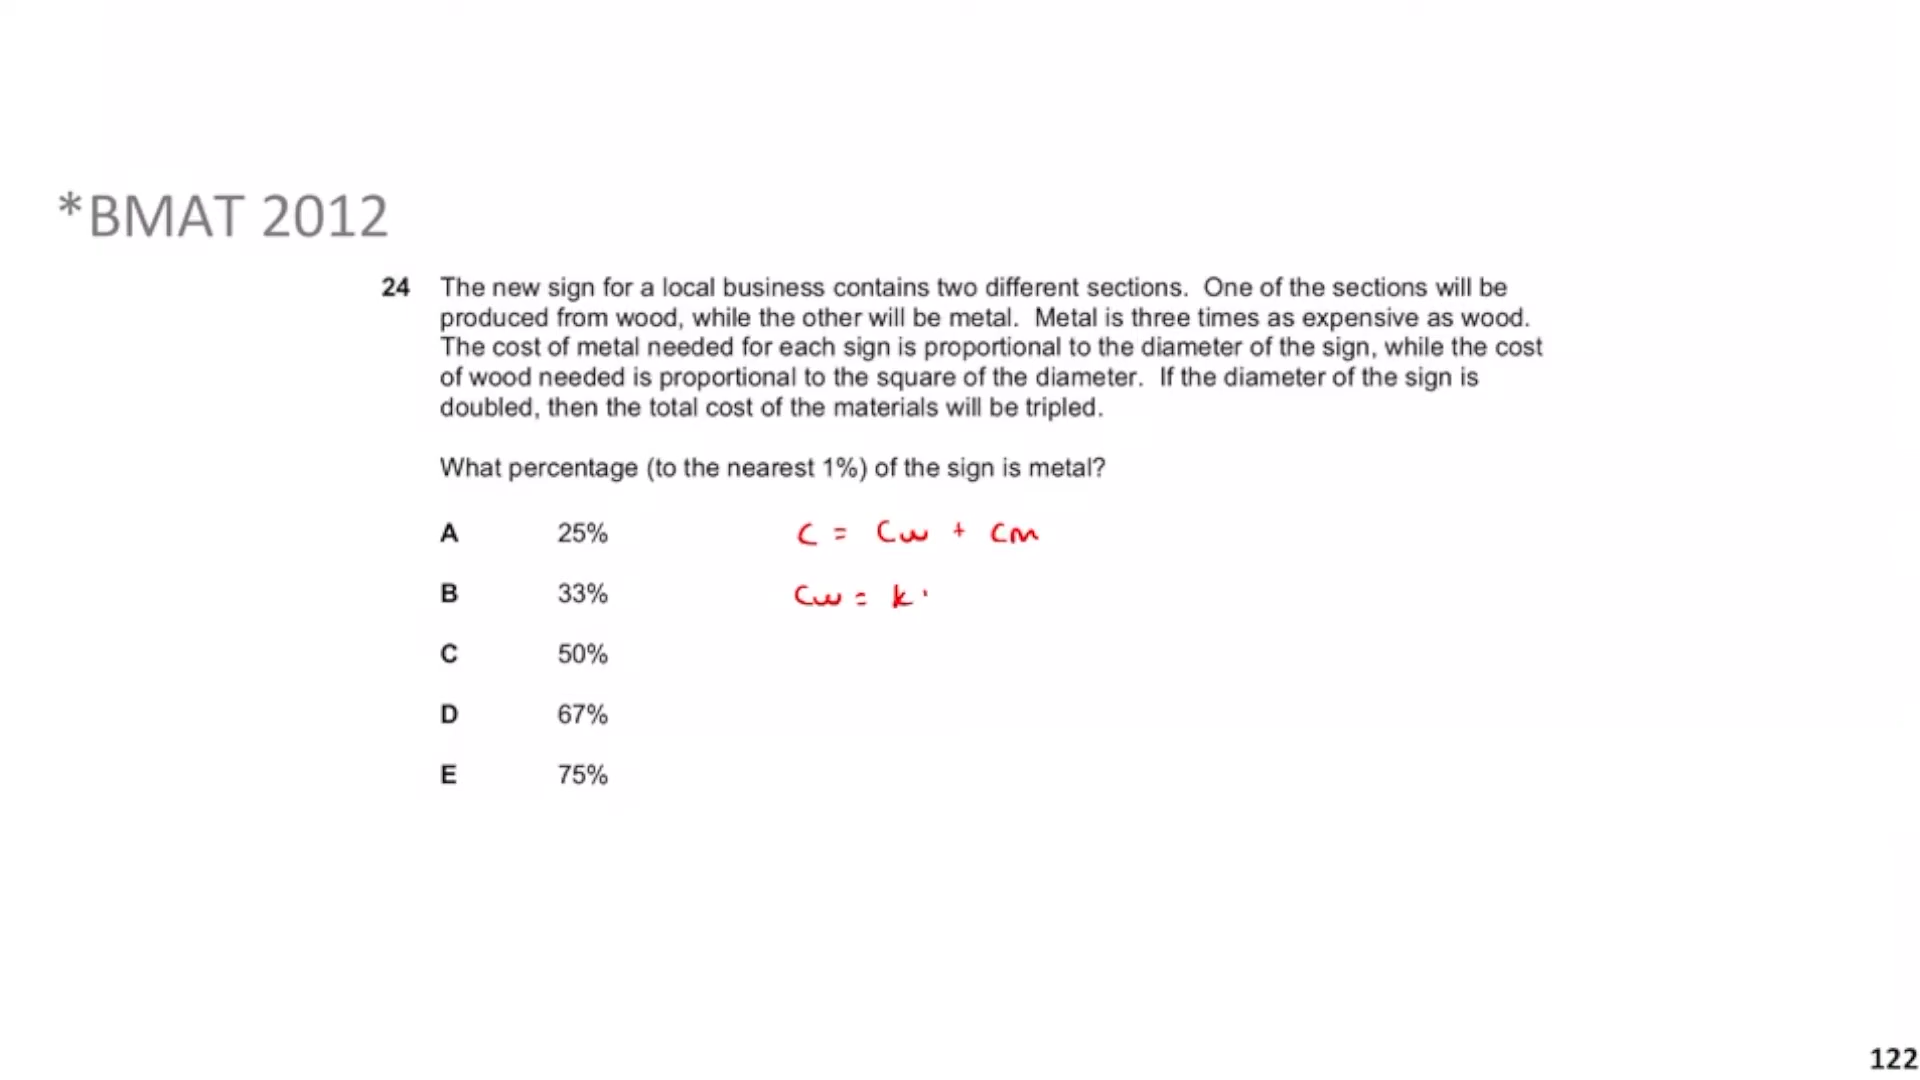 *BMAT 2012
24 The new sign for a local business contains two different sections. One of the sections will be
produced from wood, while the other will be metal. Metal is three times as expensive as wood.
The cost of metal needed for each sign is proportional to the diameter of the sign, while the cost
of wood needed is proportional to the square of the diameter. If the diameter of the sign is
doubled, then the total cost of the materials will be tripled.
What percentage (to the nearest 1%) of the sign is metal?
A 25%
C = Cw + Cm
B 33%
Cw = k
C 50%
D 67%
E 75%
122